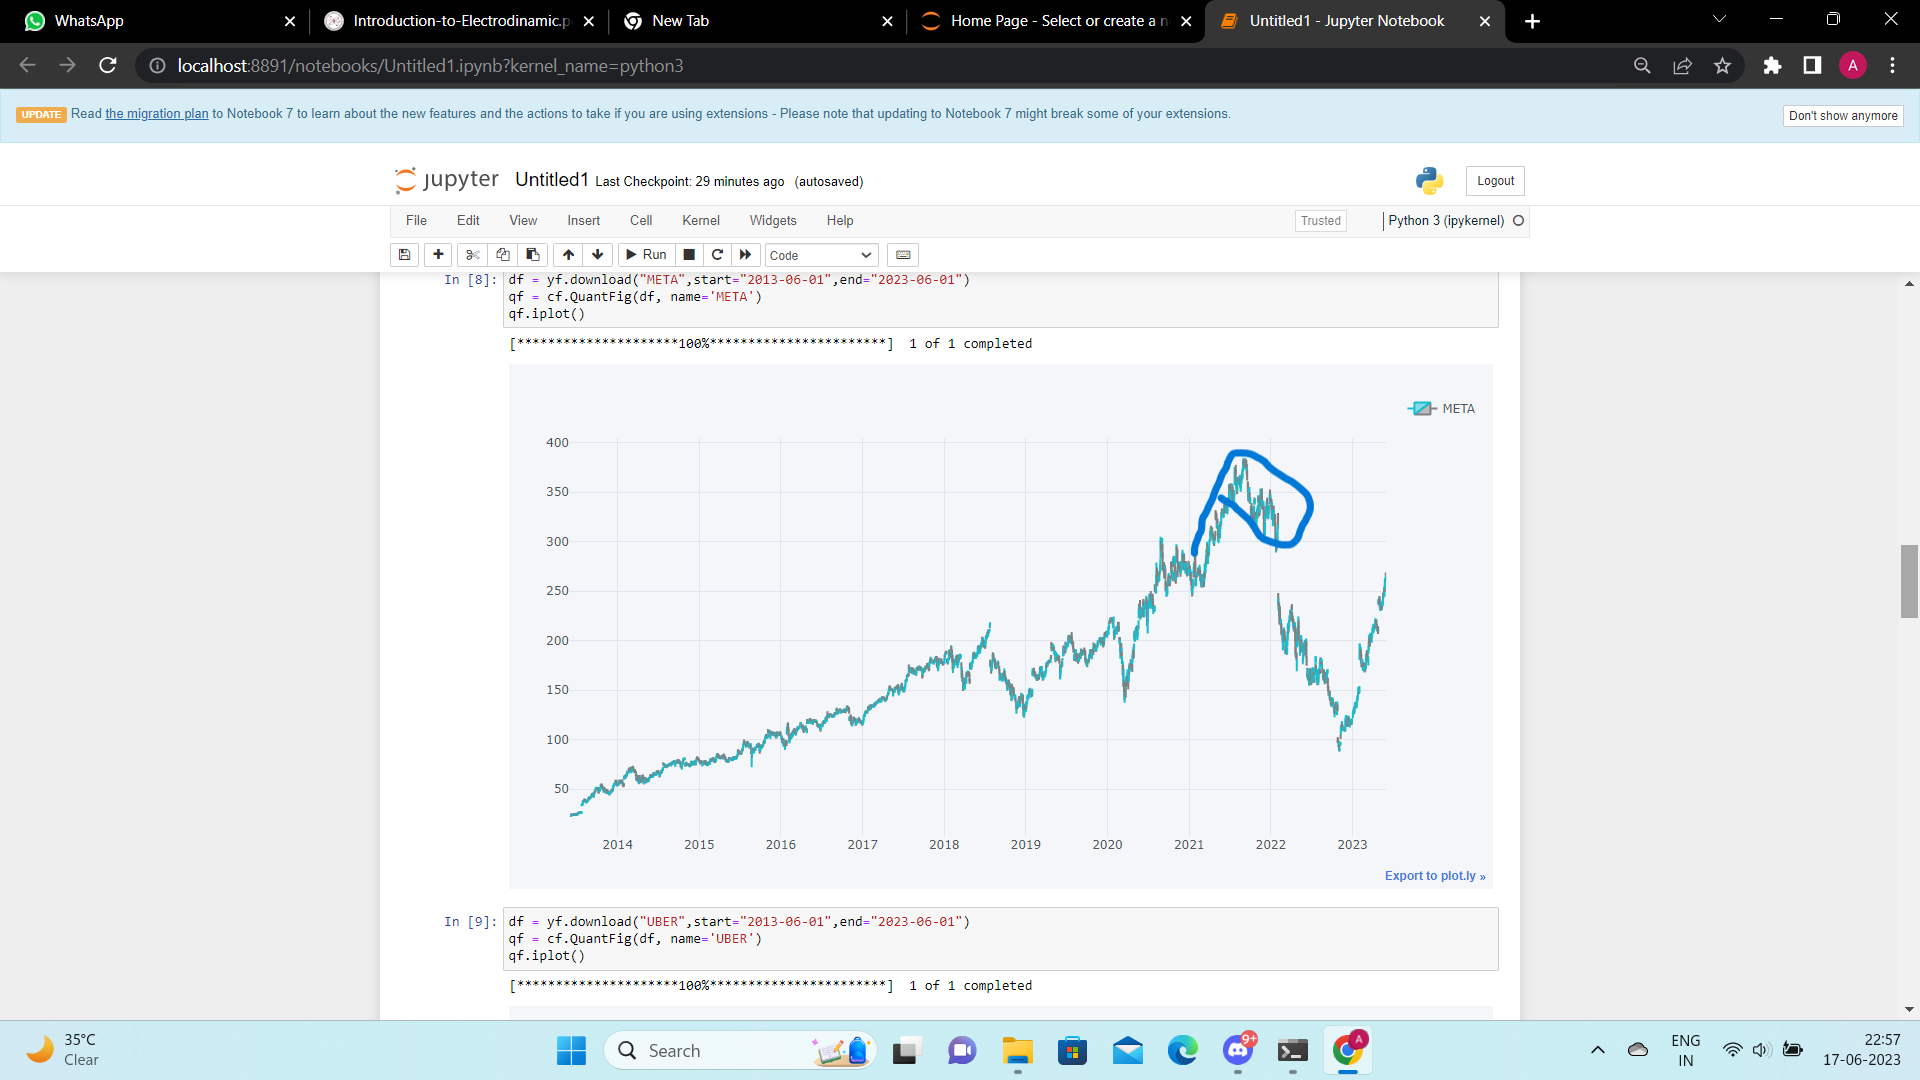 WhatsApp
Introduction-to-Electrodinamic.p
New Tab
Home Page - Select or create a n
Untitled1 - Jupyter Notebook
localhost:8891/notebooks/Untitled1.ipynb?kernel_name=python3
A
UPDATE Read the migration plan to Notebook 7 to learn about the new features and the actions to take if you are using extensions - Please note that updating to Notebook 7 might break some of your extensions.
Don't show anymore
jupyter Untitled1 Last Checkpoint: 29 minutes ago (autosaved)
Logout
File Edit View Insert Cell Kernel Widgets Help
Trusted
Python 3 (ipykernel)
Run
Code
In [8]: df = yf.download("META",start="2013-06-01",end="2023-06-01")
qf = cf.QuantFig(df, name='META')
qf.iplot()
[*********************100%***********************] 1 of 1 completed
META
400
350
300
250
200
150
100
50
2014 2015 2016 2017 2018 2019 2020 2021 2022 2023
Export to plot.ly »
In [9]: df = yf.download("UBER",start="2013-06-01",end="2023-06-01")
qf = cf.QuantFig(df, name='UBER')
qf.iplot()
[*********************100%***********************] 1 of 1 completed
35°C
Clear
Search
9+
A
ENG
IN
22:57
17-06-2023